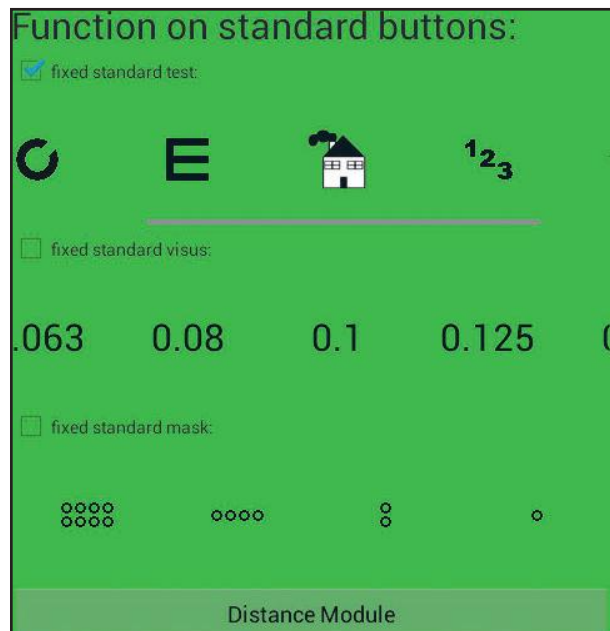 Function on standard buttons:
fixed standard test:
E 123
fixed standard visus:
.063 0.08 0.1 0.125
fixed standard mask:
Distance Module